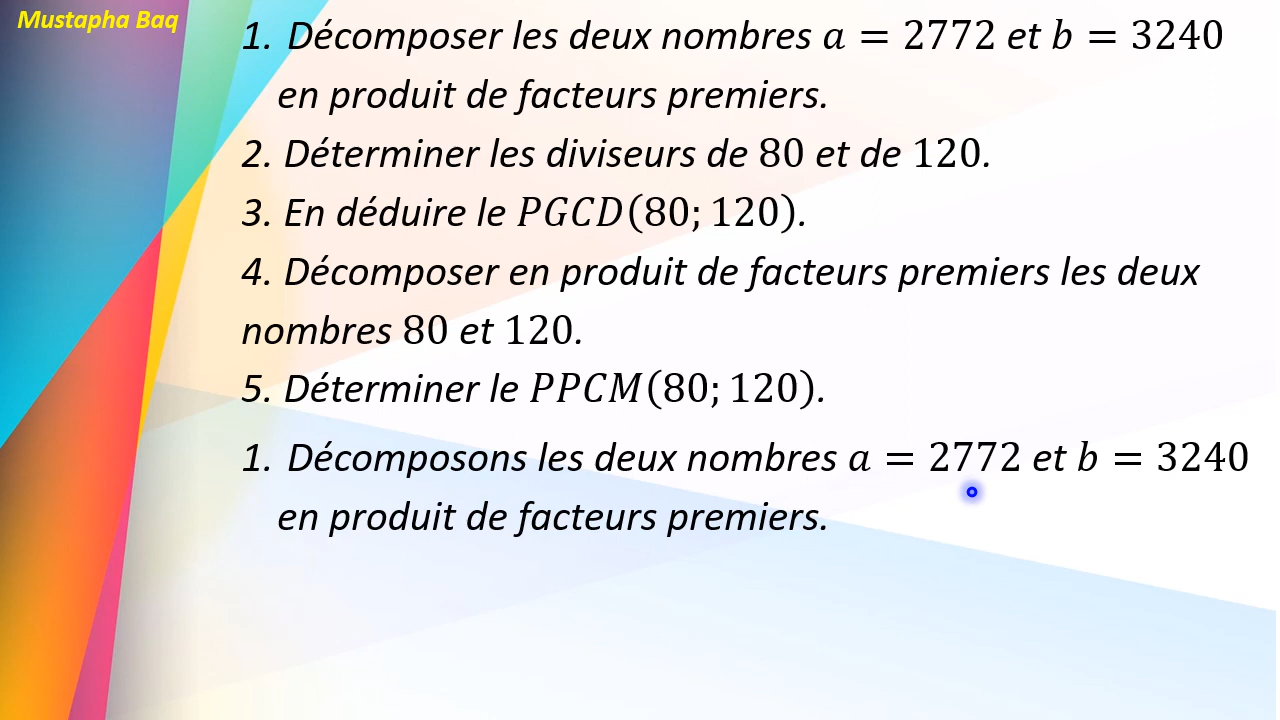 Mustapha Baq
1. Décomposer les deux nombres a = 2772 et b = 3240
en produit de facteurs premiers.
2. Déterminer les diviseurs de 80 et de 120.
3. En déduire le PGCD(80; 120).
4. Décomposer en produit de facteurs premiers les deux
nombres 80 et 120.
5. Déterminer le PPCM(80; 120).
1. Décomposons les deux nombres a = 2772 et b = 3240
en produit de facteurs premiers.